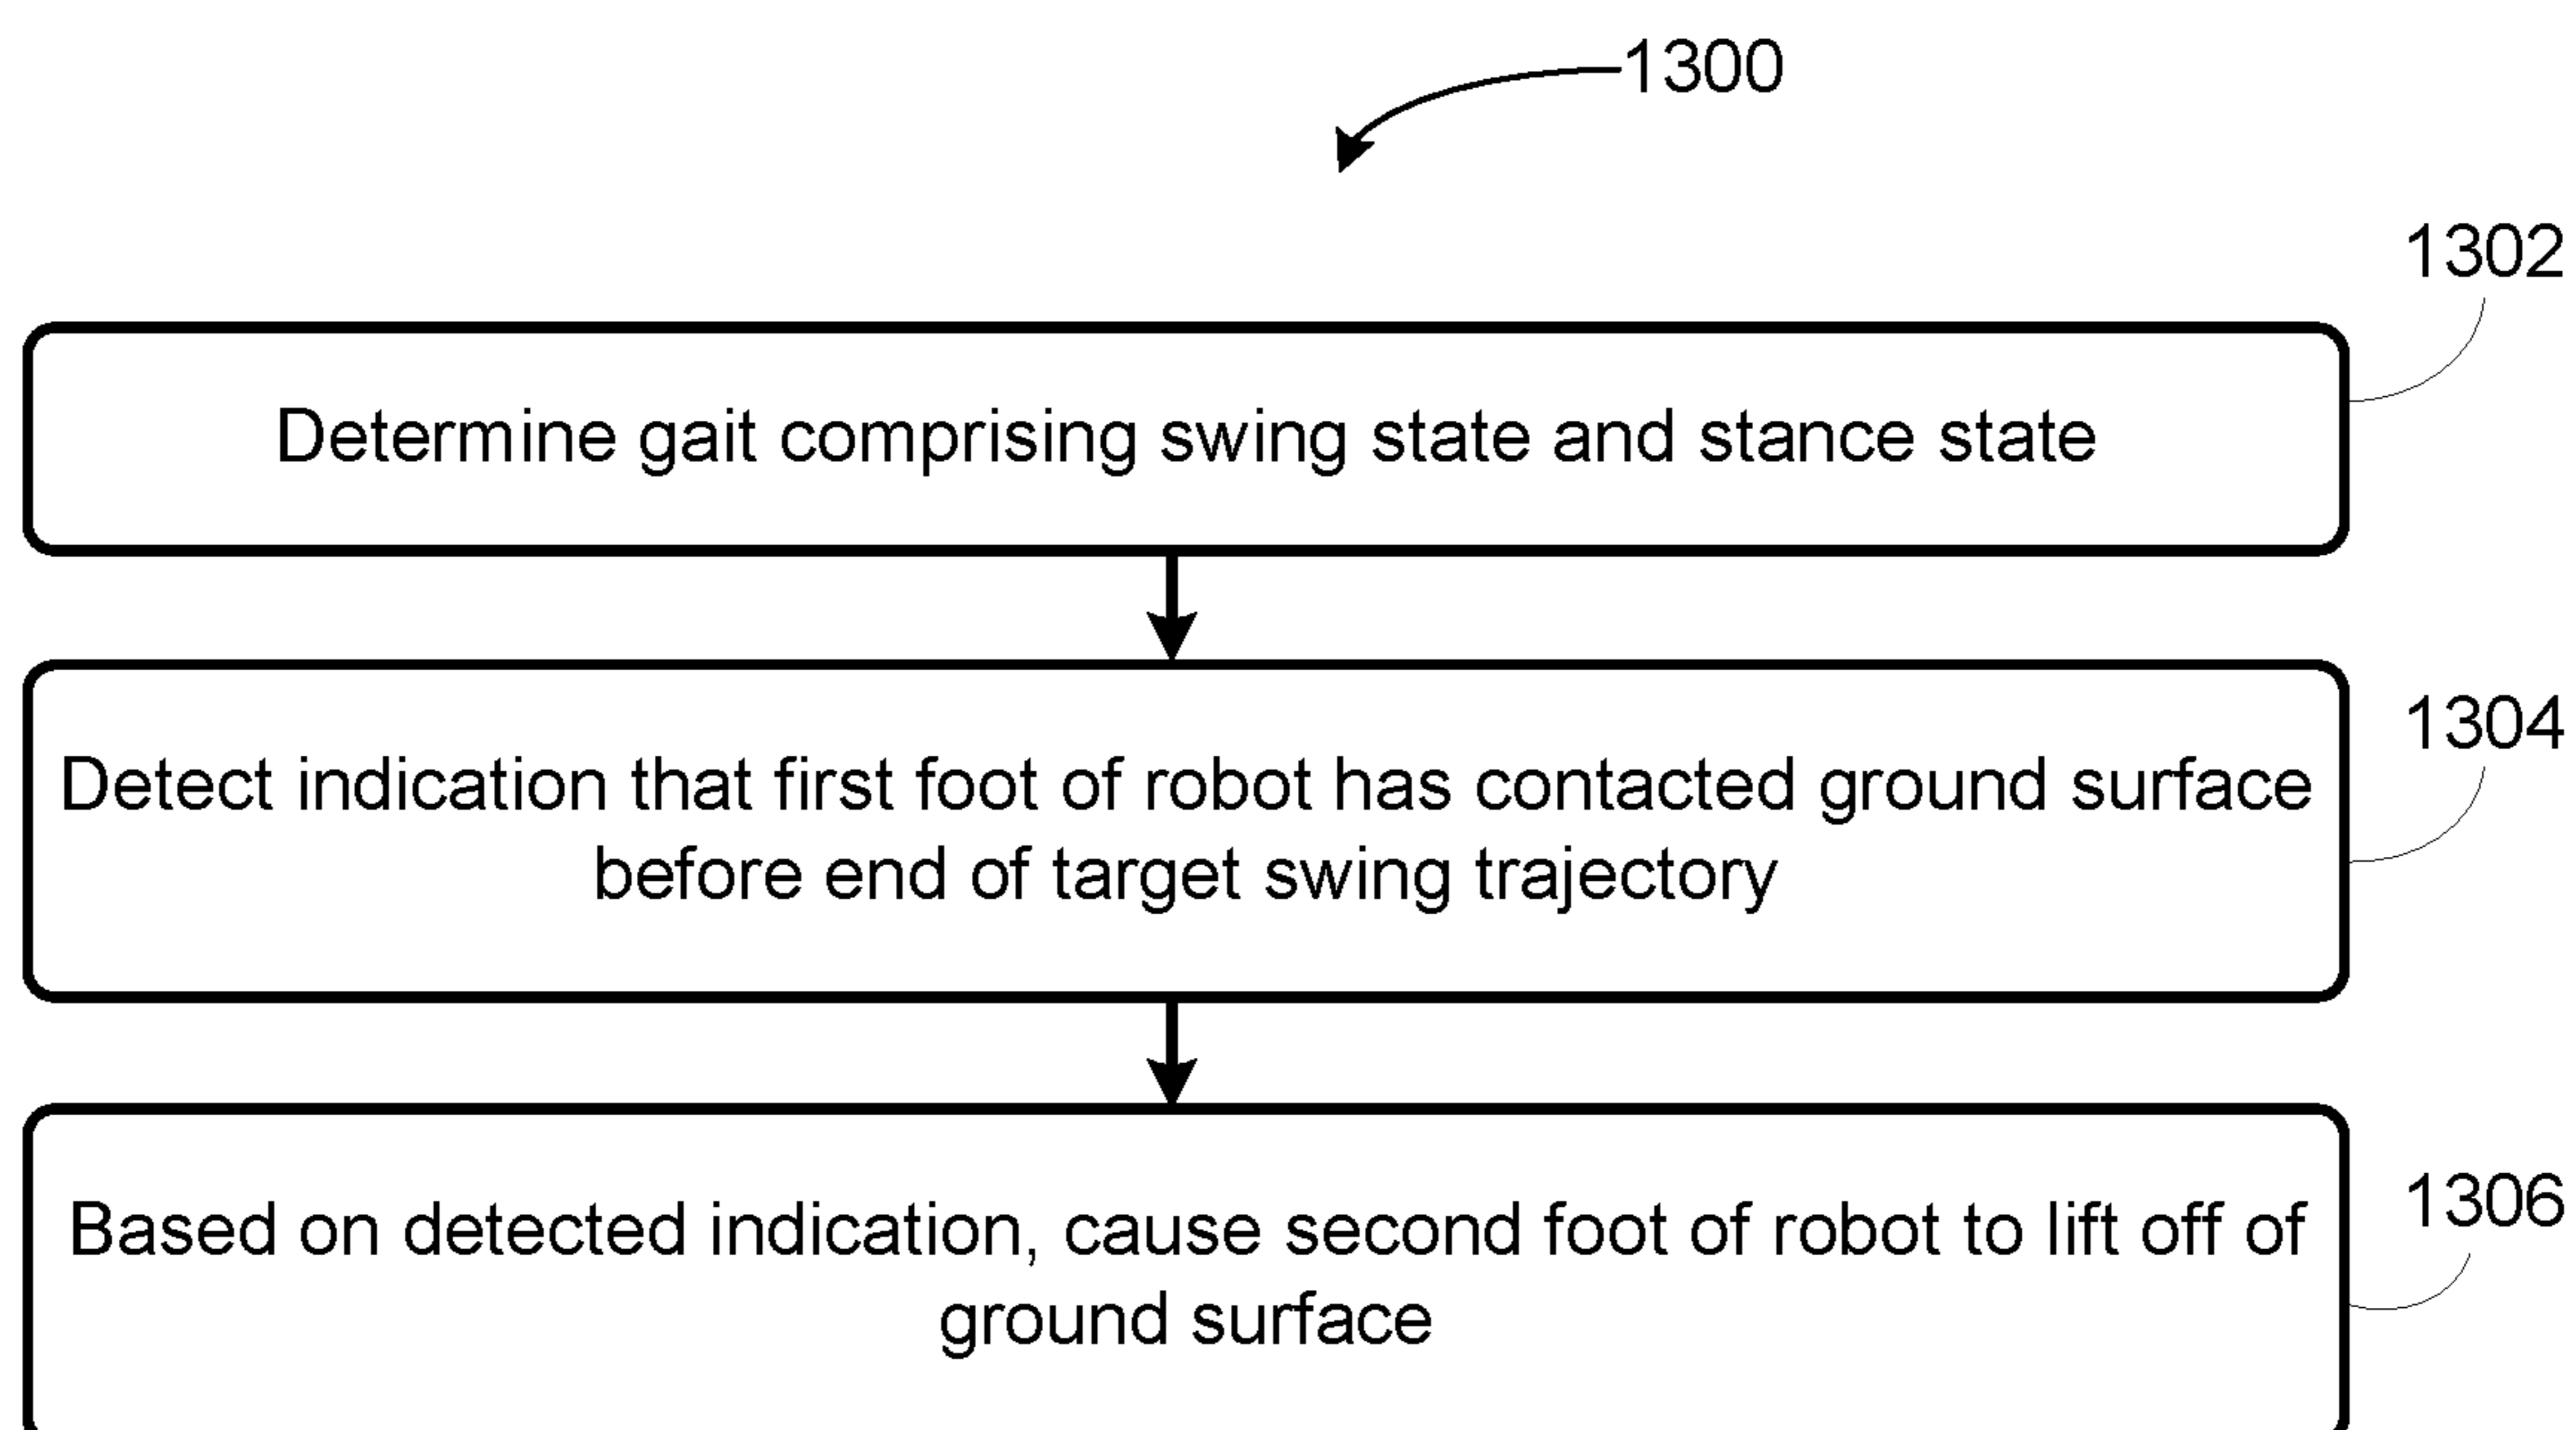 1300
1302
Determine gait comprising swing state and stance state
1304
Detect indication that first foot of robot has contacted ground surface
before end of target swing trajectory
1306
Based on detected indication, cause second foot of robot to lift off of
ground surface